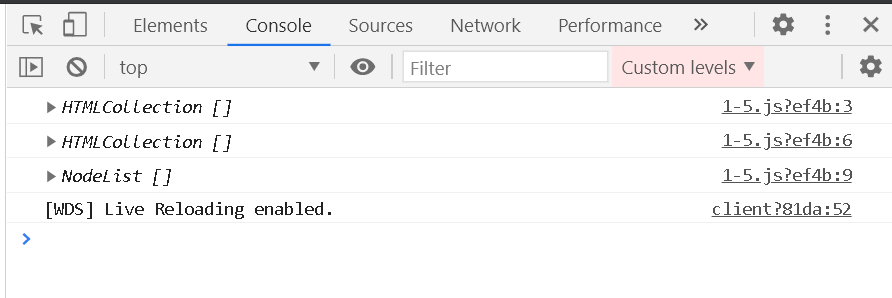 Elements Console Sources Network Performance »
top Filter Custom levels
HTMLCollection [] 1-5.js?ef4b:3
HTMLCollection [] 1-5.js?ef4b:6
NodeList [] 1-5.js?ef4b:9
[WDS] Live Reloading enabled. client?81da:52